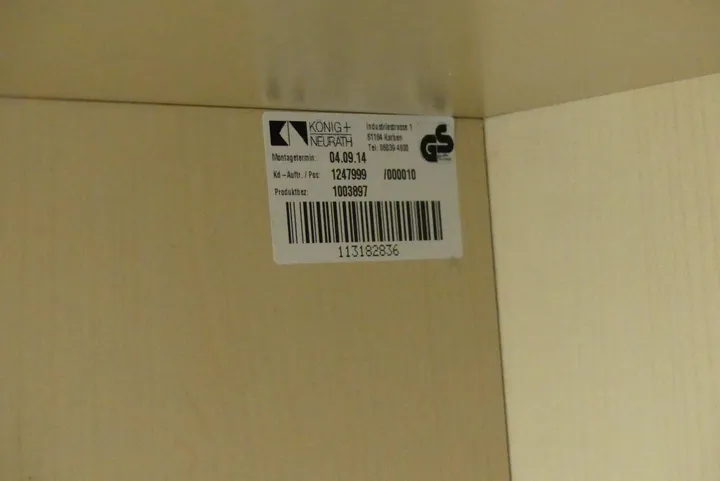 KÖNIG+
NEURATH
Industriestrasse 1
61184 Karben
Tel: 06039-4830
GS
Montagetermin: 04.09.14
Kd-Auftr. / Pos: 1247999 /000010
Produktbez: 1003897
113182836